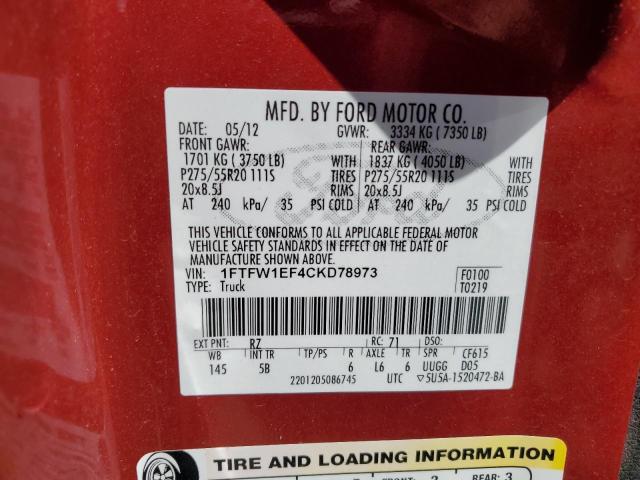 MFD. BY FORD MOTOR CO.
DATE: 05/12 GVWR: 3334 KG ( 7350 LB)
FRONT GAWR: REAR GAWR:
1701 KG ( 3750 LB) WITH 1837 KG ( 4050 LB) WITH
P275/55R20 111S TIRES P275/55R20 111S TIRES
20x8.5J RIMS 20x8.5J RIMS
AT 240 kPa/ 35 PSI COLD AT 240 kPa/ 35 PSI COLD
Ford
THIS VEHICLE CONFORMS TO ALL APPLICABLE FEDERAL MOTOR
VEHICLE SAFETY STANDARDS IN EFFECT ON THE DATE OF
MANUFACTURE SHOWN ABOVE.
VIN: 1FTFW1EF4CKD78973 F0100
TYPE: Truck T0219
EXT PNT: RZ RC: 71 DSO:
WB INT TR TP/PS R AXLE TR SPR CF615
145 5B 6 L6 6 UUGG D05
2201205086745 UTC ▽5U5A-1520472-BA
TIRE AND LOADING INFORMATION
FRONT: 2 REAR: 3